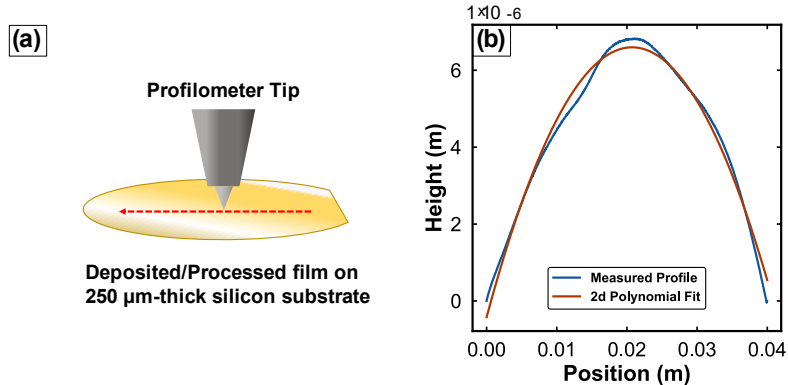 (a)
Profilometer Tip
Deposited/Processed film on
250 µm-thick silicon substrate
1×10 -6
(b)
Height (m)
6
4
2
0
Measured Profile
2d Polynomial Fit
0.00 0.01 0.02 0.03 0.04
Position (m)